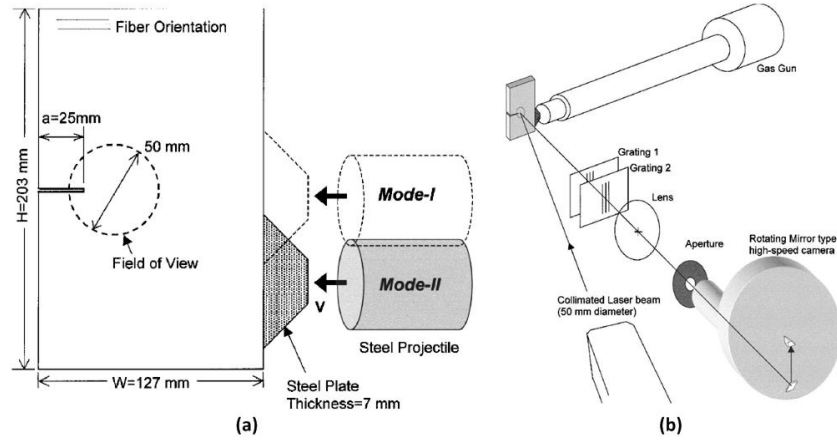 Fiber Orientation
a=25mm
50 mm
H=203 mm
Mode-I
Field of View
Mode-II
V
Steel Projectile
Steel Plate
Thickness=7 mm
W=127 mm
(a)
Gas Gun
Grating 1
Grating 2
Lens
Aperture
Rotating Mirror type
high-speed camera
Collimated Laser beam
(50 mm diameter)
(b)